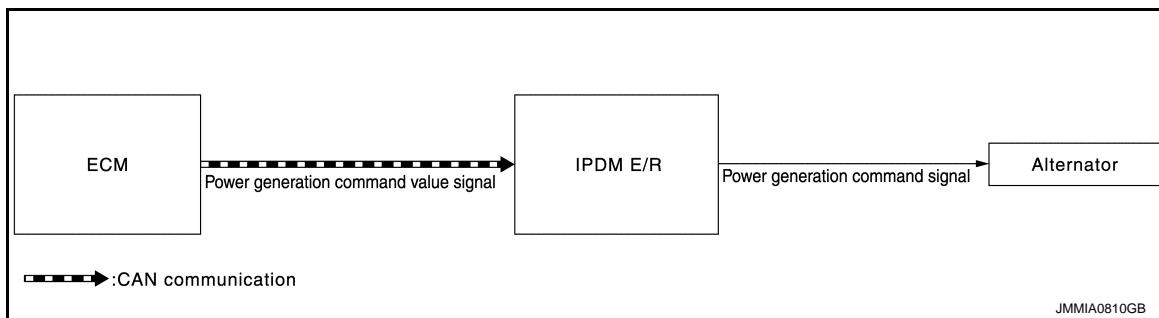 ECM
Power generation command value signal
IPDM E/R
Power generation command signal
Alternator
:CAN communication
JMMIA0810GB